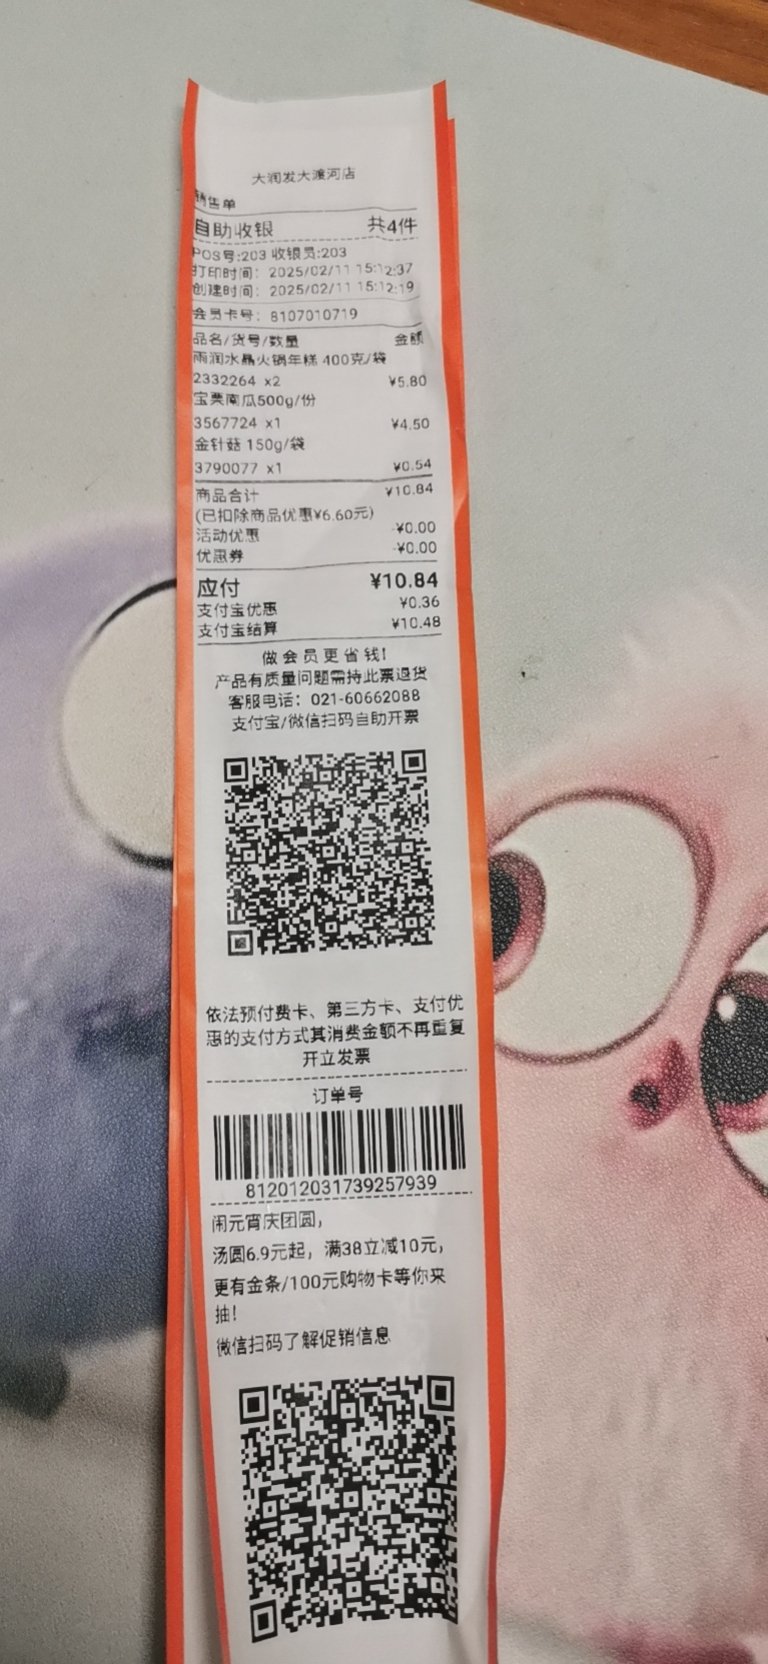 大润发大渡河店
销售单
自助收银 共4件
POS号:203 收银员:203
打印时间: 2025/02/11 15:12:37
创建时间: 2025/02/11 15:12:19
会员卡号: 8107010719
品名/货号/数量 金额
雨润水晶火锅年糕 400克/袋
2332264 x2 ¥5.80
宝栗南瓜500g/份
3567724 x1 ¥4.50
金针菇 150g/袋
3790077 x1 ¥0.54
商品合计 ¥10.84
(已扣除商品优惠¥6.60元)
活动优惠 -¥0.00
优惠券 -¥0.00
应付 ¥10.84
支付宝优惠 ¥0.36
支付宝结算 ¥10.48
做会员更省钱!
产品有质量问题需持此票退货
客服电话: 021-60662088
支付宝/微信扫码自助开票
依法预付费卡、第三方卡、支付优
惠的支付方式其消费金额不再重复
开立发票
订单号
812012031739257939
闹元宵庆团圆,
汤圆6.9元起, 满38立减10元,
更有金条/100元购物卡等你来
抽!
微信扫码了解促销信息